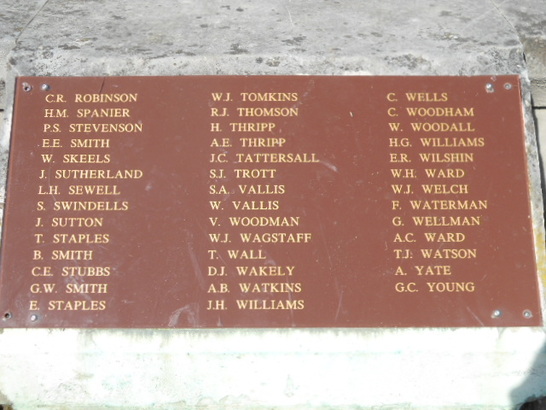 C.R. ROBINSON
H.M. SPANIER
P.S. STEVENSON
E.E. SMITH
W. SKEELS
J. SUTHERLAND
L.H. SEWELL
S. SWINDELLS
J. SUTTON
T. STAPLES
B. SMITH
C.E. STUBBS
G.W. SMITH
E. STAPLES
W.J. TOMKINS
R.J. THOMSON
H. THRIPP
A.E. THRIPP
J.C. TATTERSALL
S.J. TROTT
S.A. VALLIS
W. VALLIS
V. WOODMAN
W.J. WAGSTAFF
T. WALL
D.J. WAKELY
A.B. WATKINS
J.H. WILLIAMS
C. WELLS
C. WOODHAM
W. WOODALL
H.G. WILLIAMS
E.R. WILSHIN
W.H. WARD
W.J. WELCH
F. WATERMAN
G. WELLMAN
A.C. WARD
T.J. WATSON
A. YATE
G.C. YOUNG